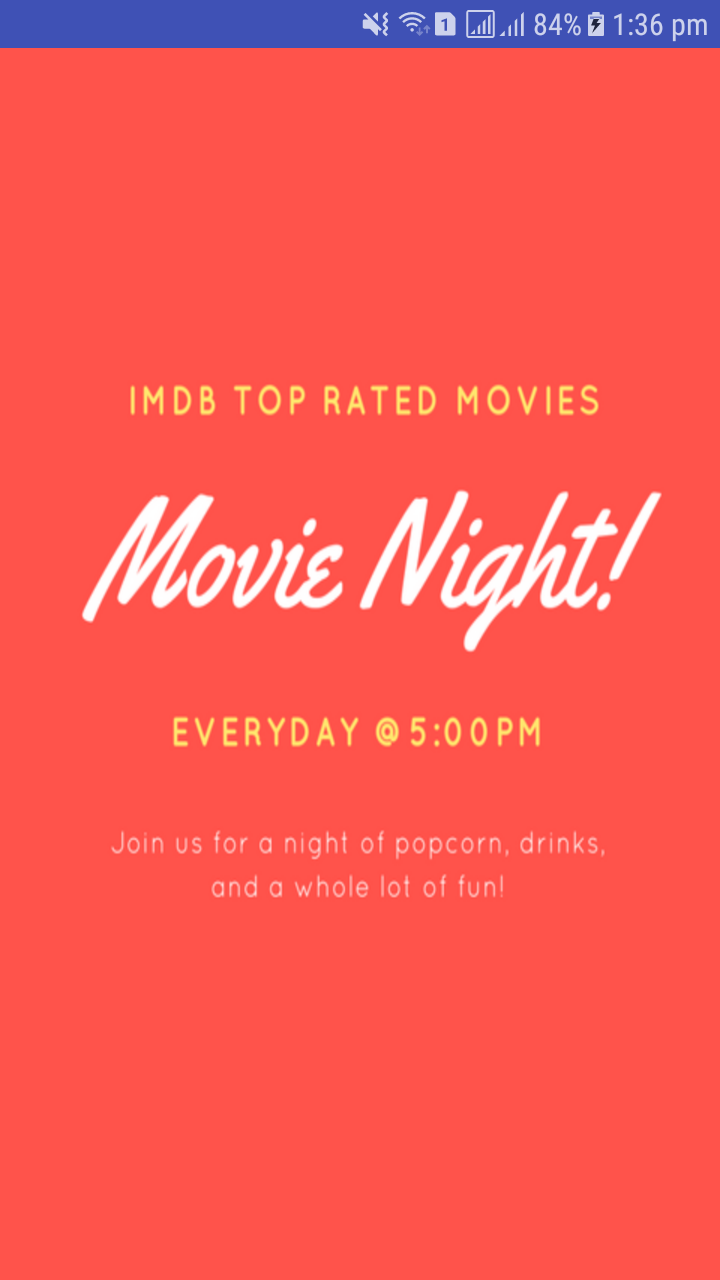 1 84% 1:36 pm
IMDB TOP RATED MOVIES
Movie Night!
EVERYDAY @ 5:00PM
Join us for a night of popcorn, drinks,
and a whole lot of fun!